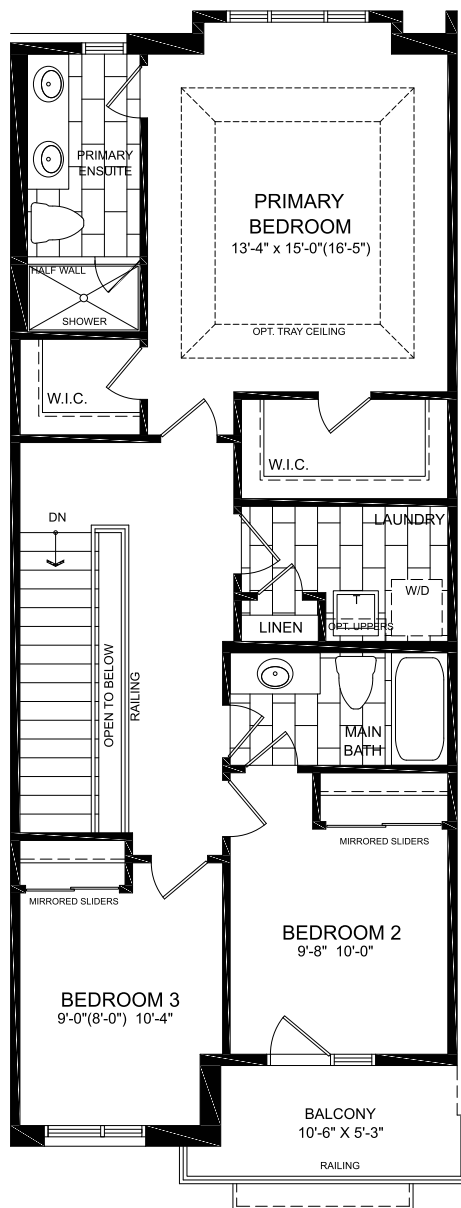 PRIMARY
ENSUITE
PRIMARY
BEDROOM
13'-4" x 15'-0"(16'-5")
HALF WALL
SHOWER
OPT. TRAY CEILING
W.I.C.
W.I.C.
DN
LAUNDRY
W/D
LINEN
OPT. UPPERS
OPEN TO BELOW
RAILING
MAIN
BATH
MIRRORED SLIDERS
MIRRORED SLIDERS
BEDROOM 2
9'-8" 10'-0"
BEDROOM 3
9'-0"(8'-0") 10'-4"
BALCONY
10'-6" X 5'-3"
RAILING